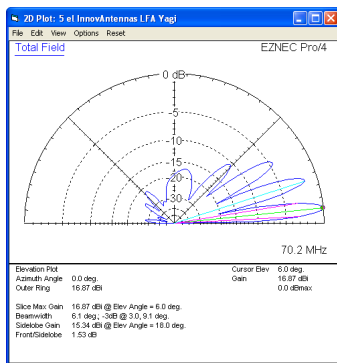 2D Plot: 5 el InnovAntennas LFA Yagi
File Edit View Options Reset
Total Field
EZNEC Pro/4
0 dB
-5
-10
-15
-20
-30
70.2 MHz
Elevation Plot
Azimuth Angle 0.0 deg.
Outer Ring 16.87 dBi
Cursor Elev 6.0 deg.
Gain 16.87 dBi
0.0 dBmax
Slice Max Gain 16.87 dBi @ Elev Angle = 6.0 deg.
Beamwidth 6.1 deg.; -3dB @ 3.0, 9.1 deg.
Sidelobe Gain 15.34 dBi @ Elev Angle = 18.0 deg.
Front/Sidelobe 1.53 dB